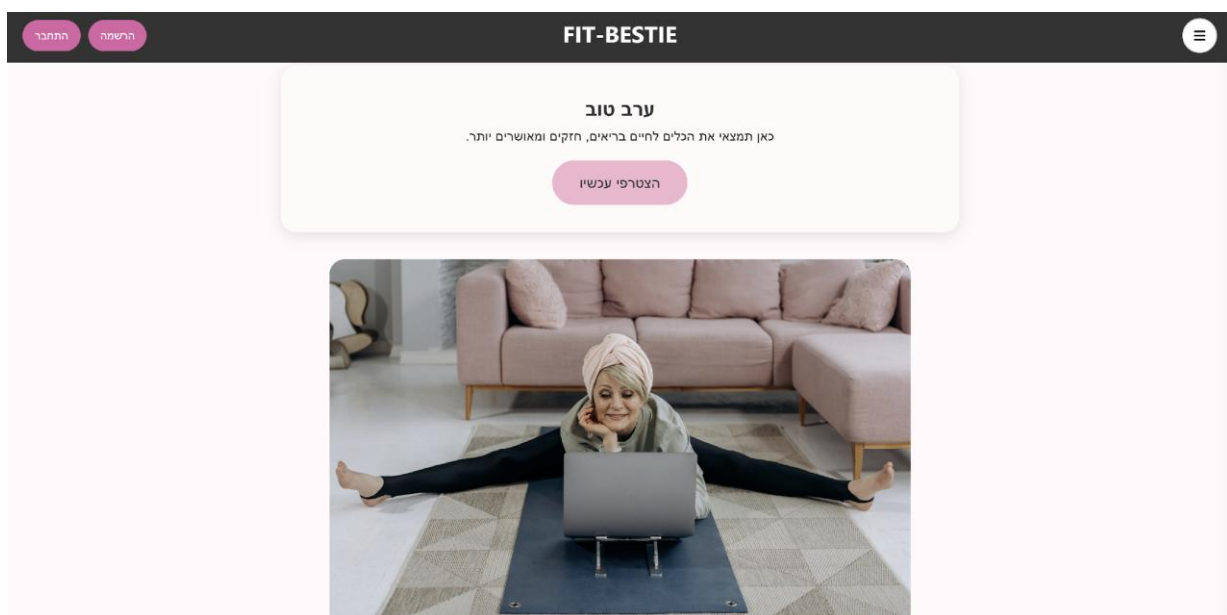 הרשמה
התחבר
FIT-BESTIE
ערב טוב
כאן תמצאי את הכלים לחיים בריאים, חזקים ומאושרים יותר.
הצטרפי עכשיו